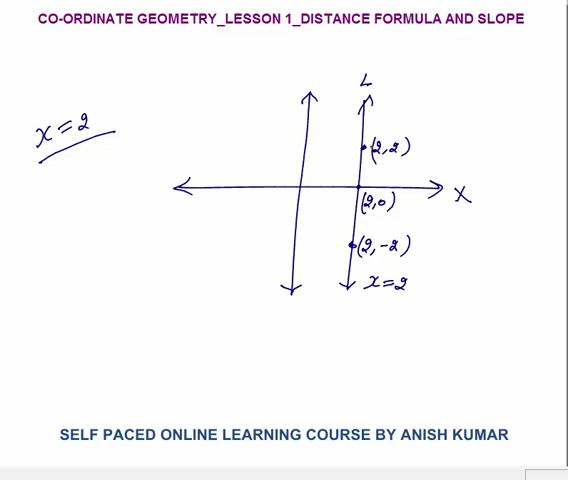 CO-ORDINATE GEOMETRY_LESSON 1_DISTANCE FORMULA AND SLOPE
L
x=2
(2,2)
X
(2,0)
(2,-2)
x=2
SELF PACED ONLINE LEARNING COURSE BY ANISH KUMAR